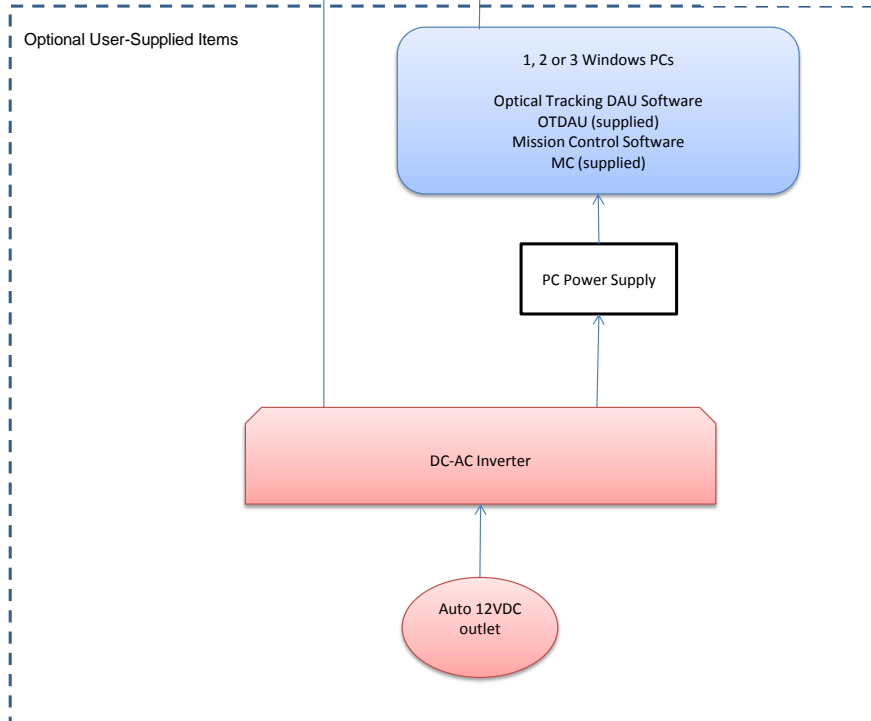 Optional User-Supplied Items
1, 2 or 3 Windows PCs
Optical Tracking DAU Software
OTDAU (supplied)
Mission Control Software
MC (supplied)
PC Power Supply
DC-AC Inverter
Auto 12VDC
outlet